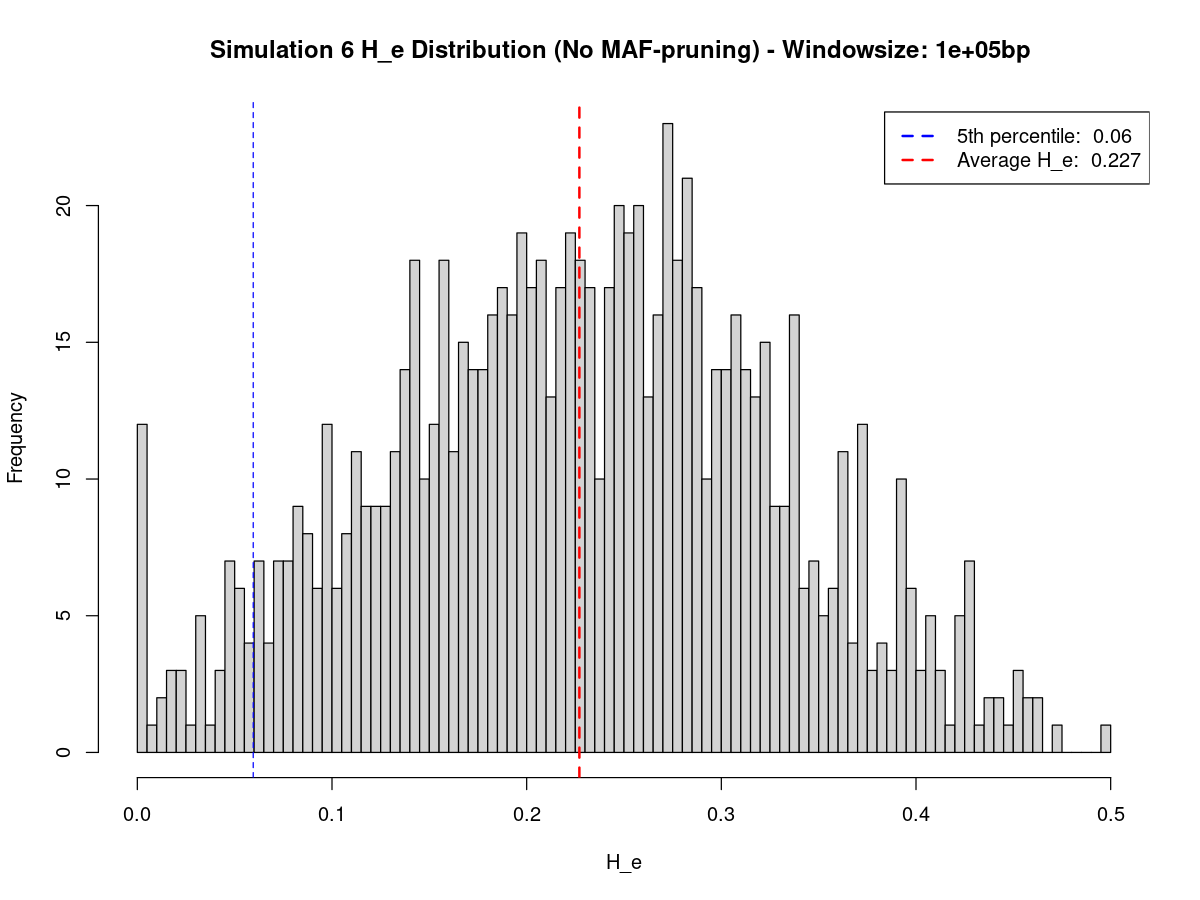 Simulation 6 H_e Distribution (No MAF-pruning) - Windowsize: 1e+05bp
5th percentile: 0.06
Average H_e: 0.227
Frequency
20
15
10
5
0
0.0 0.1 0.2 0.3 0.4 0.5
H_e